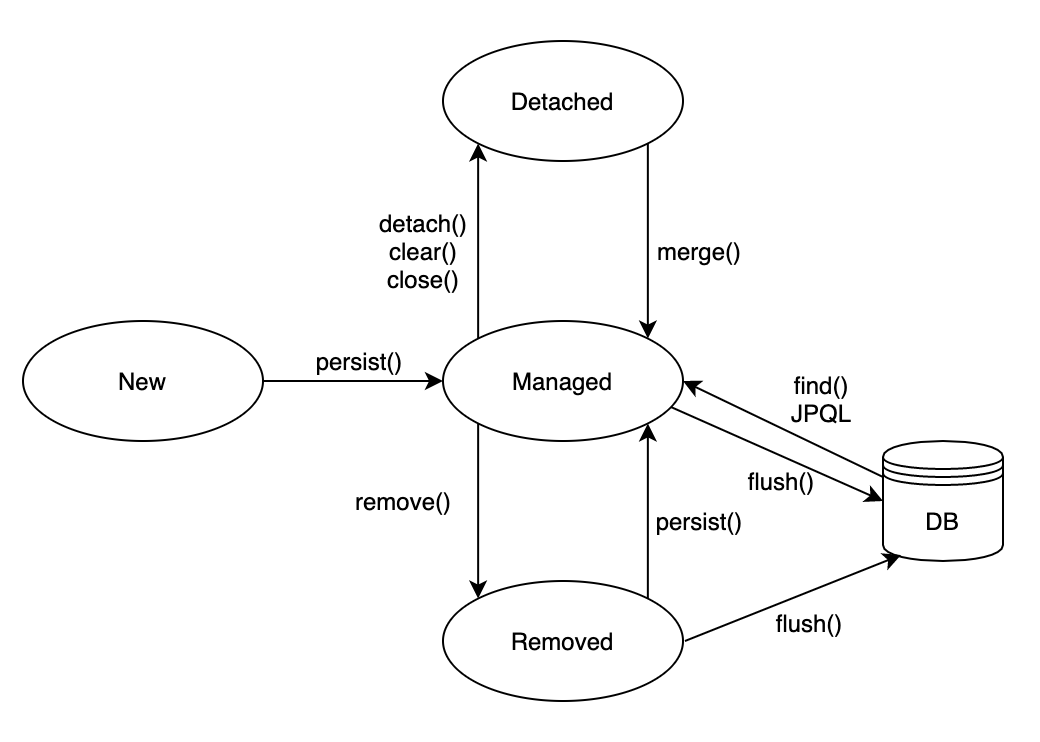 Detached
detach()
clear()
close()
merge()
New
persist()
Managed
find()
JPQL
flush()
DB
remove()
persist()
Removed
flush()